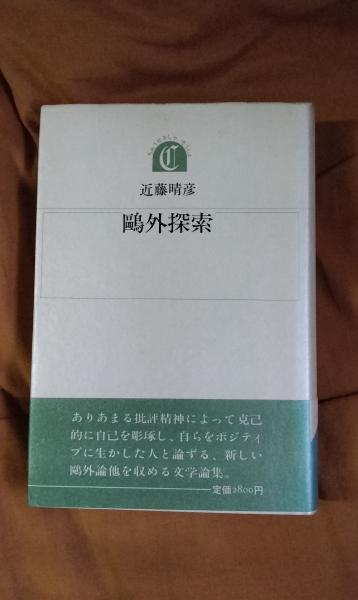 C
近藤晴彦
鷗外探索
ありあまる批評精神によって克己
的に自己を彫琢し、自らをポジティ
ブに生かした人と論ずる、新しい
鷗外論他を収める文学論集。
定価2800円